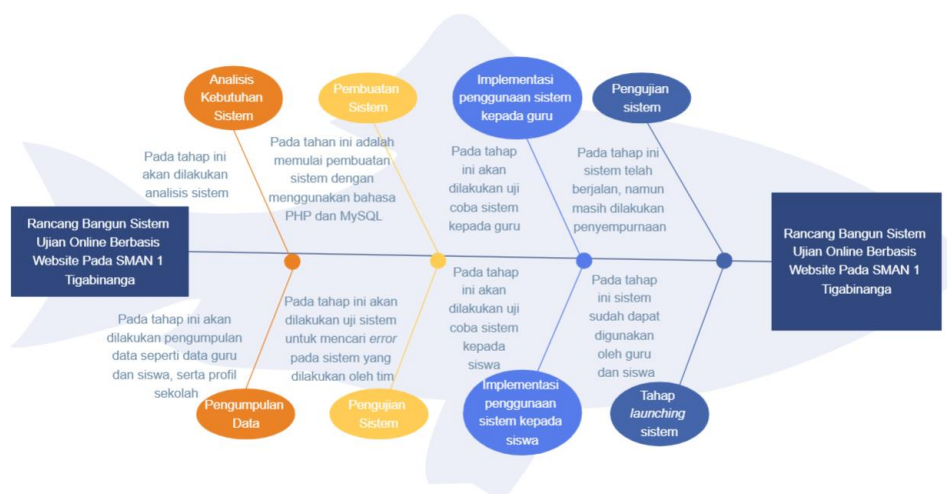 Analisis
Kebutuhan
Sistem
Pembuatan
Sistem
Implementasi
penggunaan sistem
kepada guru
Pengujian
sistem
Pada tahap ini
akan dilakukan
analisis sistem
Pada tahan ini adalah
memulai pembuatan
sistem dengan
menggunakan bahasa
PHP dan MySQL
Pada tahap
ini akan
dilakukan uji
coba sistem
kepada guru
Pada tahap ini
sistem telah
berjalan, namun
masih dilakukan
penyempurnaan
Rancang Bangun Sistem
Ujian Online Berbasis
Website Pada SMAN 1
Tigabinanga
Rancang Bangun Sistem
Ujian Online Berbasis
Website Pada SMAN 1
Tigabinanga
Pada tahap ini akan
dilakukan pengumpulan
data seperti data guru
dan siswa, serta profil
sekolah
Pada tahap ini akan
dilakukan uji sistem
untuk mencari error
pada sistem yang
dilakukan oleh tim
Pada tahap
ini akan
dilakukan uji
coba sistem
kepada
siswa
Pada tahap
ini sistem
sudah dapat
digunakan
oleh guru
dan siswa
Pengumpulan
Data
Pengujian
Sistem
Implementasi
penggunaan
sistem kepada
siswa
Tahap
launching
sistem